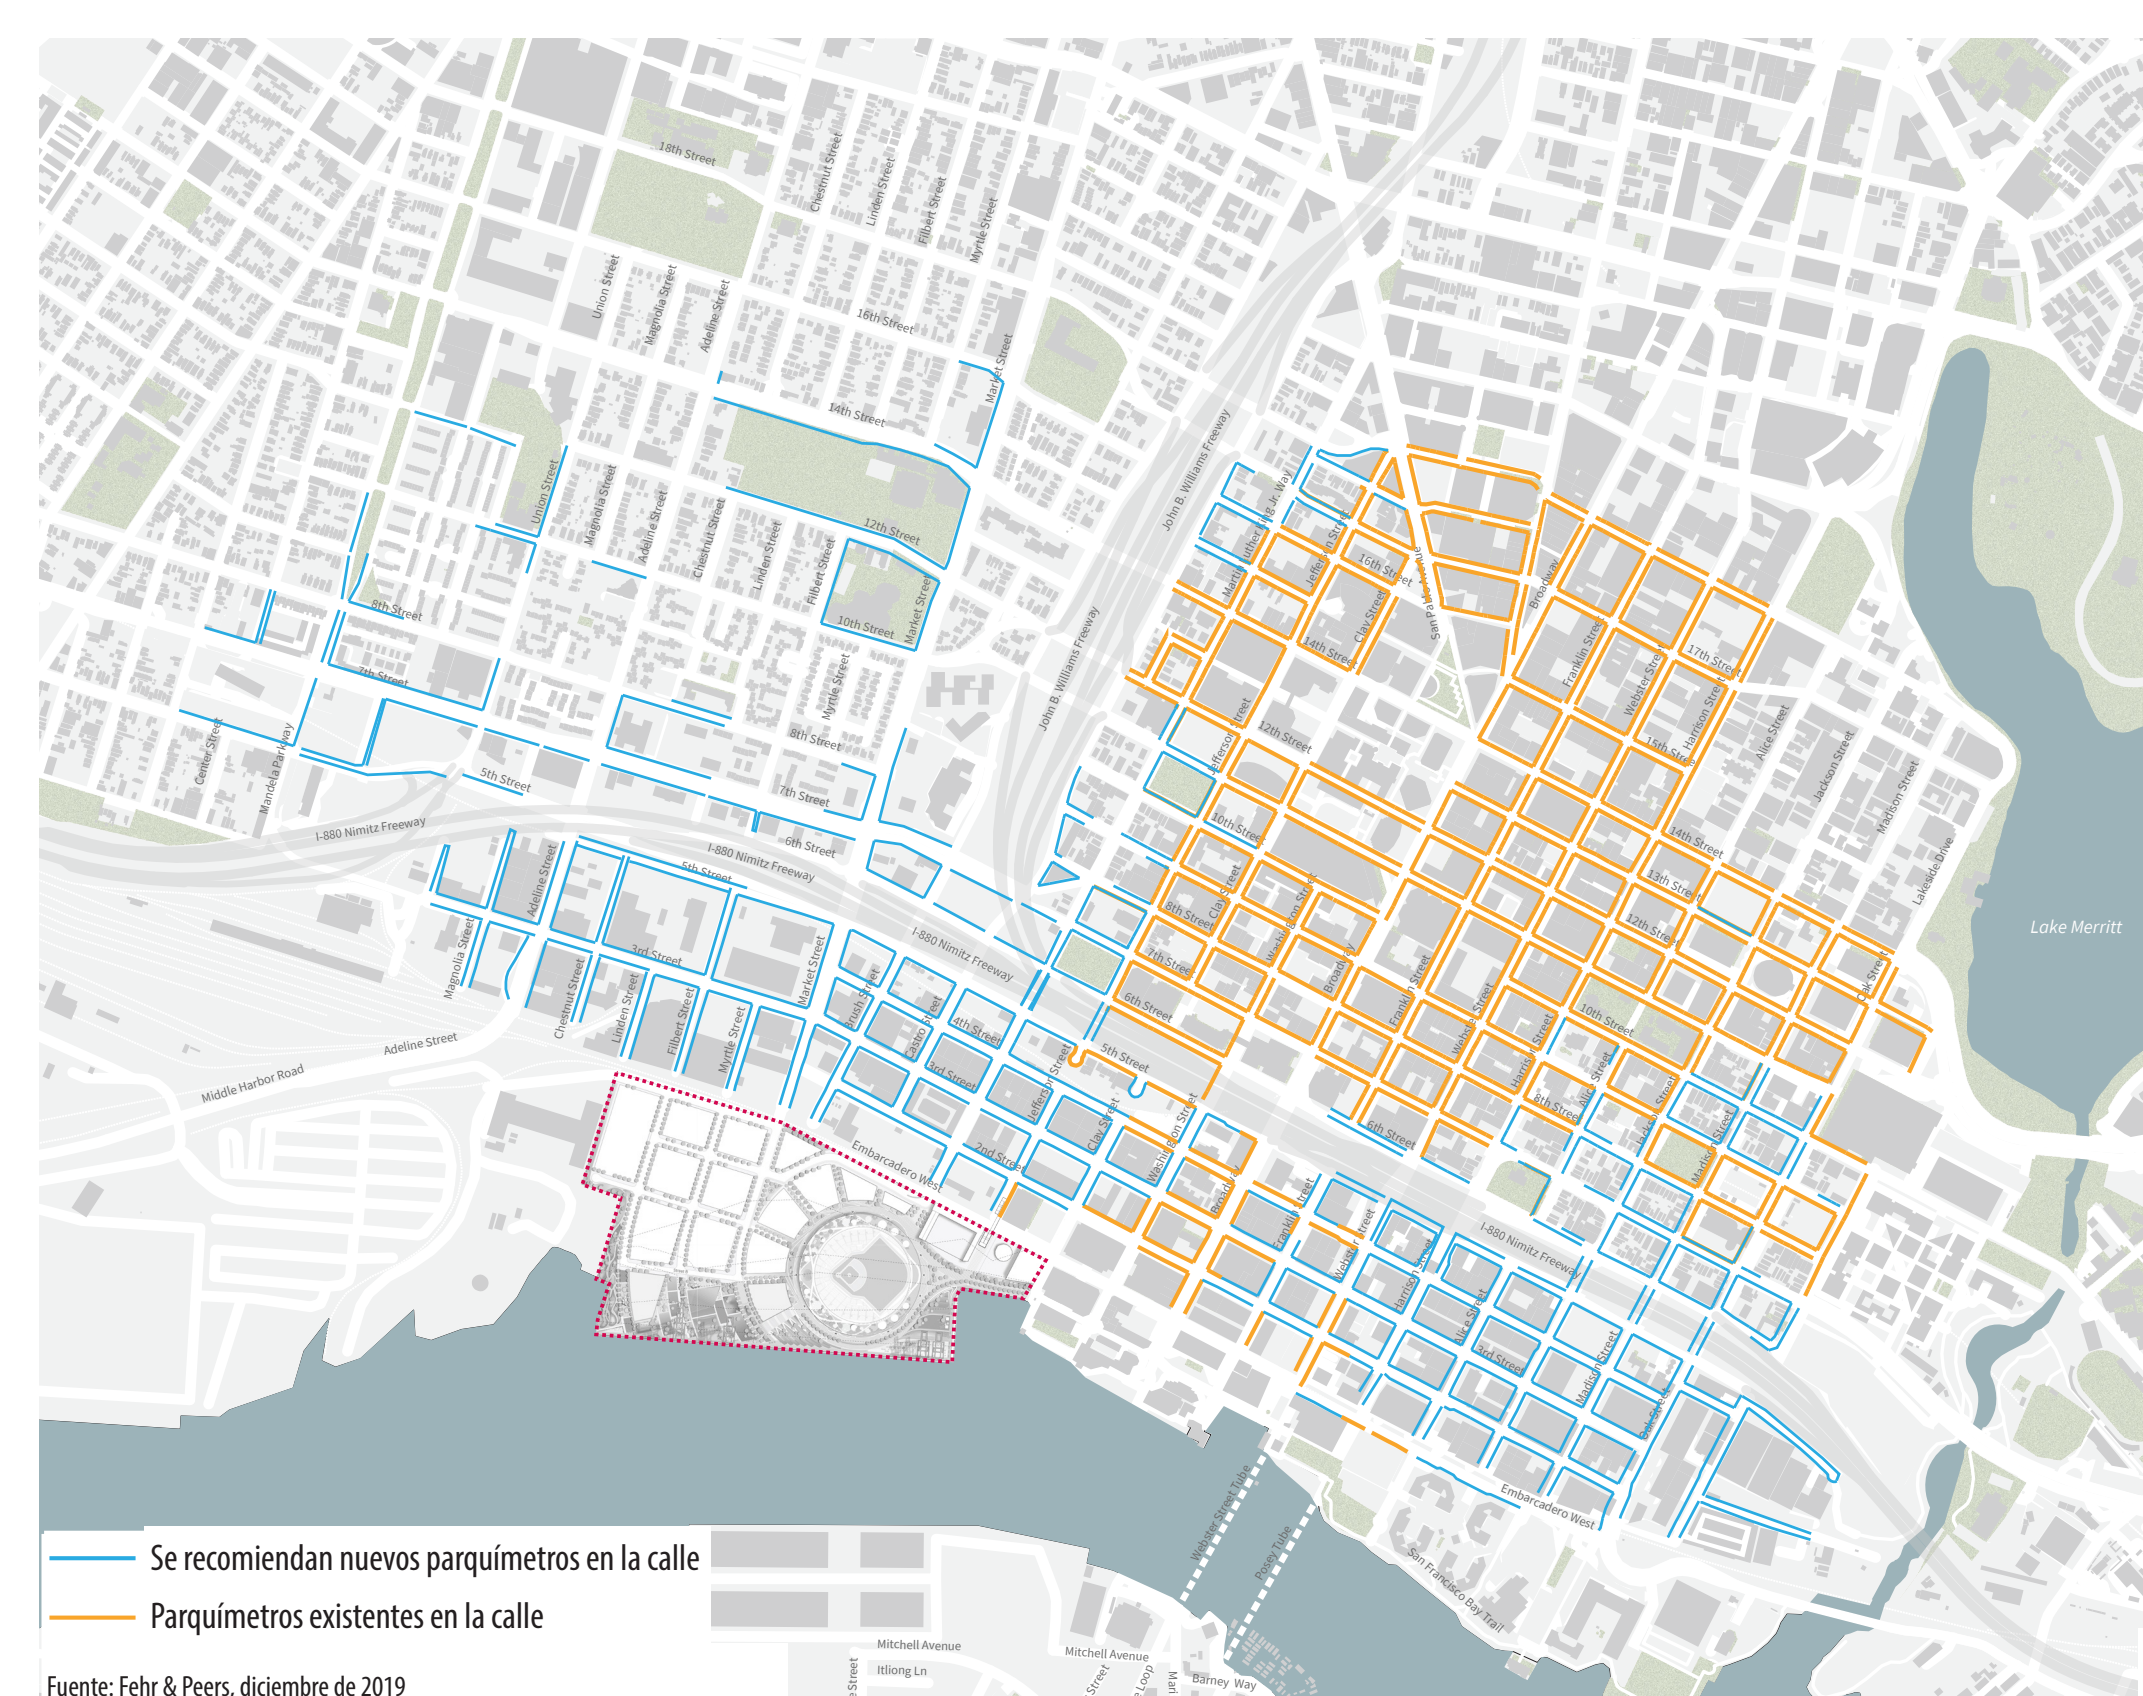 18th Street
Chestnut Street
Linden Street
Filbert Street
Myrtle Street
Union Street
Magnolia Street
Adeline Street
16th Street
Market Street
14th Street
John B. Williams Freeway
Union Street
Magnolia Street
Adeline Street
Chestnut Street
Linden Street
Filbert Street
12th Street
Market Street
10th Street
8th Street
7th Street
Myrtle Street
8th Street
John B. Williams Freeway
Center Street
Mandela Parkway
5th Street
7th Street
6th Street
I-880 Nimitz Freeway
I-880 Nimitz Freeway
5th Street
Adeline Street
Magnolia Street
3rd Street
Chestnut Street
Linden Street
Filbert Street
Myrtle Street
Market Street
Brush Street
Castro Street
I-880 Nimitz Freeway
4th Street
3rd Street
Jefferson Street
5th Street
Clay Street
Washington Street
Broadway
2nd Street
Embarcadero West
Adeline Street
Middle Harbor Road
Martin Luther King Jr. Way
Jefferson Street
16th Street
San Pablo Avenue
Clay Street
14th Street
Broadway
Franklin Street
Webster Street
17th Street
Harrison Street
15th Street
Alice Street
Jackson Street
Madison Street
Lakeside Drive
Lake Merritt
Jefferson Street
12th Street
10th Street
Clay Street
8th Street
Washington Street
7th Street
Broadway
6th Street
Franklin Street
Webster Street
14th Street
13th Street
12th Street
10th Street
Oak Street
Harrison Street
Alice Street
8th Street
Jackson Street
Madison Street
6th Street
I-880 Nimitz Freeway
Franklin Street
Webster Street
Harrison Street
Alice Street
3rd Street
Madison Street
Oak Street
Embarcadero West
San Francisco Bay Trail
Webster Street Tube
Posey Tube
Se recomiendan nuevos parquímetros en la calle
Parquímetros existentes en la calle
Fuente: Fehr & Peers, diciembre de 2019
Mitchell Avenue
Itliong Ln
Mitchell Avenue
Barney Way
Street
Loop